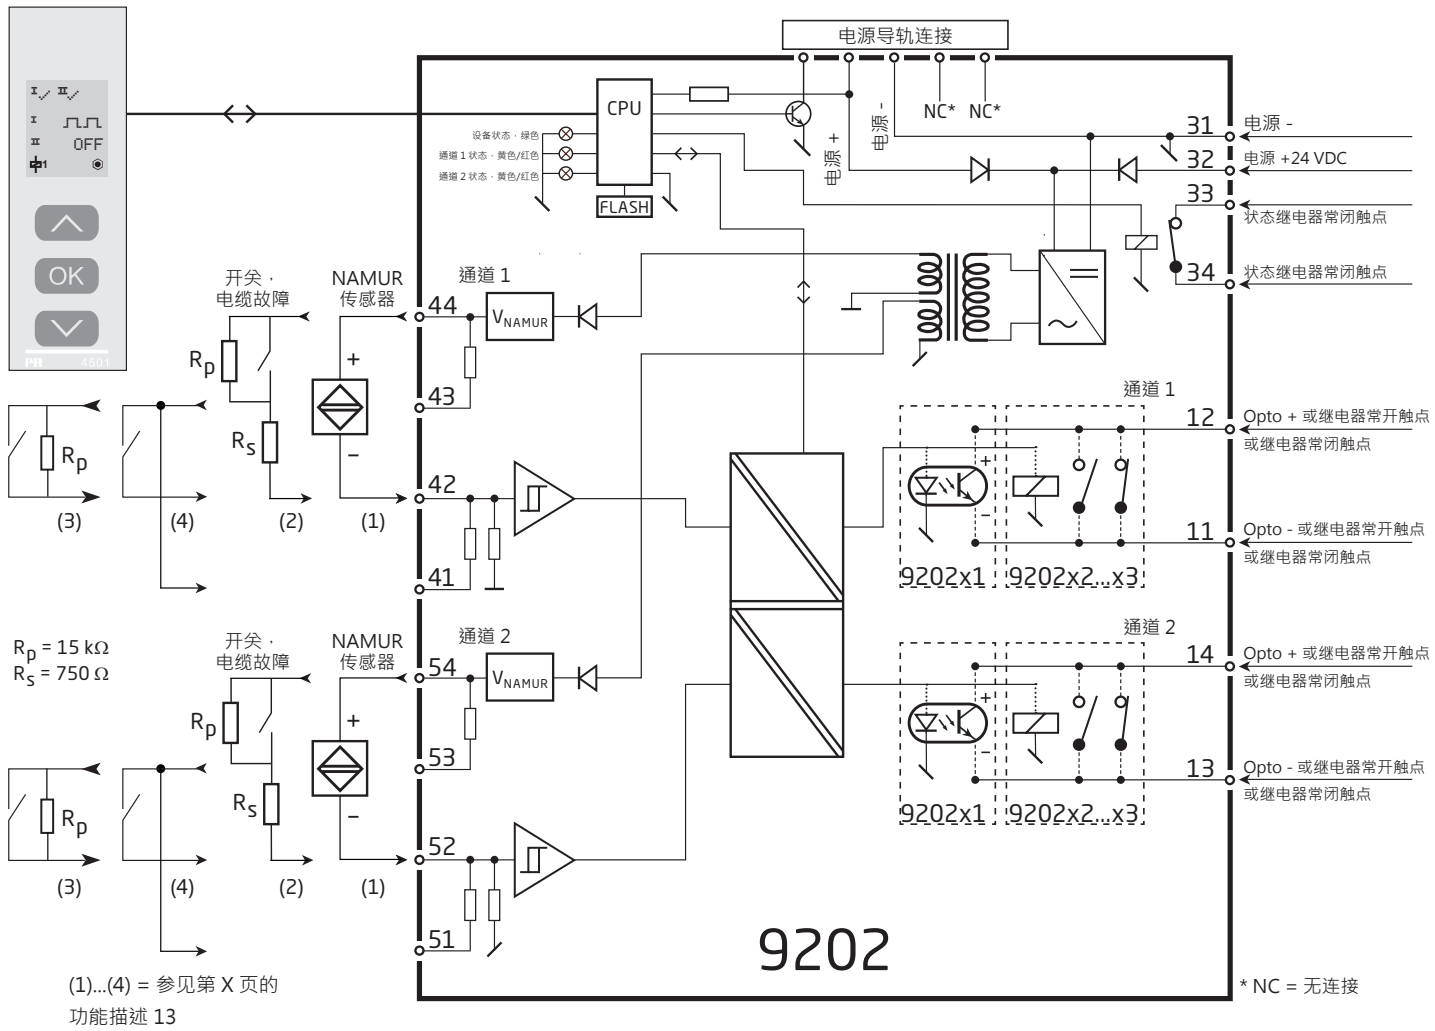 电源导轨连接
CPU
NC*
NC*
电源 +
电源 -
设备状态 · 绿色
通道 1 状态 · 黄色/红色
通道 2 状态 · 黄色/红色
FLASH
31
电源 -
32
电源 +24 VDC
33
状态继电器常闭触点
34
状态继电器常闭触点
I
II
I
II
OFF
1
OK
PR
4501
开关 ·
电缆故障
NAMUR
传感器
通道 1
44
VNAMUR
Rp
+
43
Rs
−
Rp
42
(3)
(4)
(2)
(1)
41
通道 1
12
Opto + 或继电器常开触点
或继电器常闭触点
+
−
11
Opto - 或继电器常开触点
或继电器常闭触点
9202x1
9202x2...x3
Rp = 15 kΩ
Rs = 750 Ω
开关 ·
电缆故障
NAMUR
传感器
通道 2
54
VNAMUR
Rp
+
53
Rs
−
Rp
52
(3)
(4)
(2)
(1)
51
通道 2
14
Opto + 或继电器常开触点
或继电器常闭触点
+
−
13
Opto - 或继电器常开触点
或继电器常闭触点
9202x1
9202x2...x3
9202
(1)...(4) = 参见第 X 页的
功能描述 13
* NC = 无连接